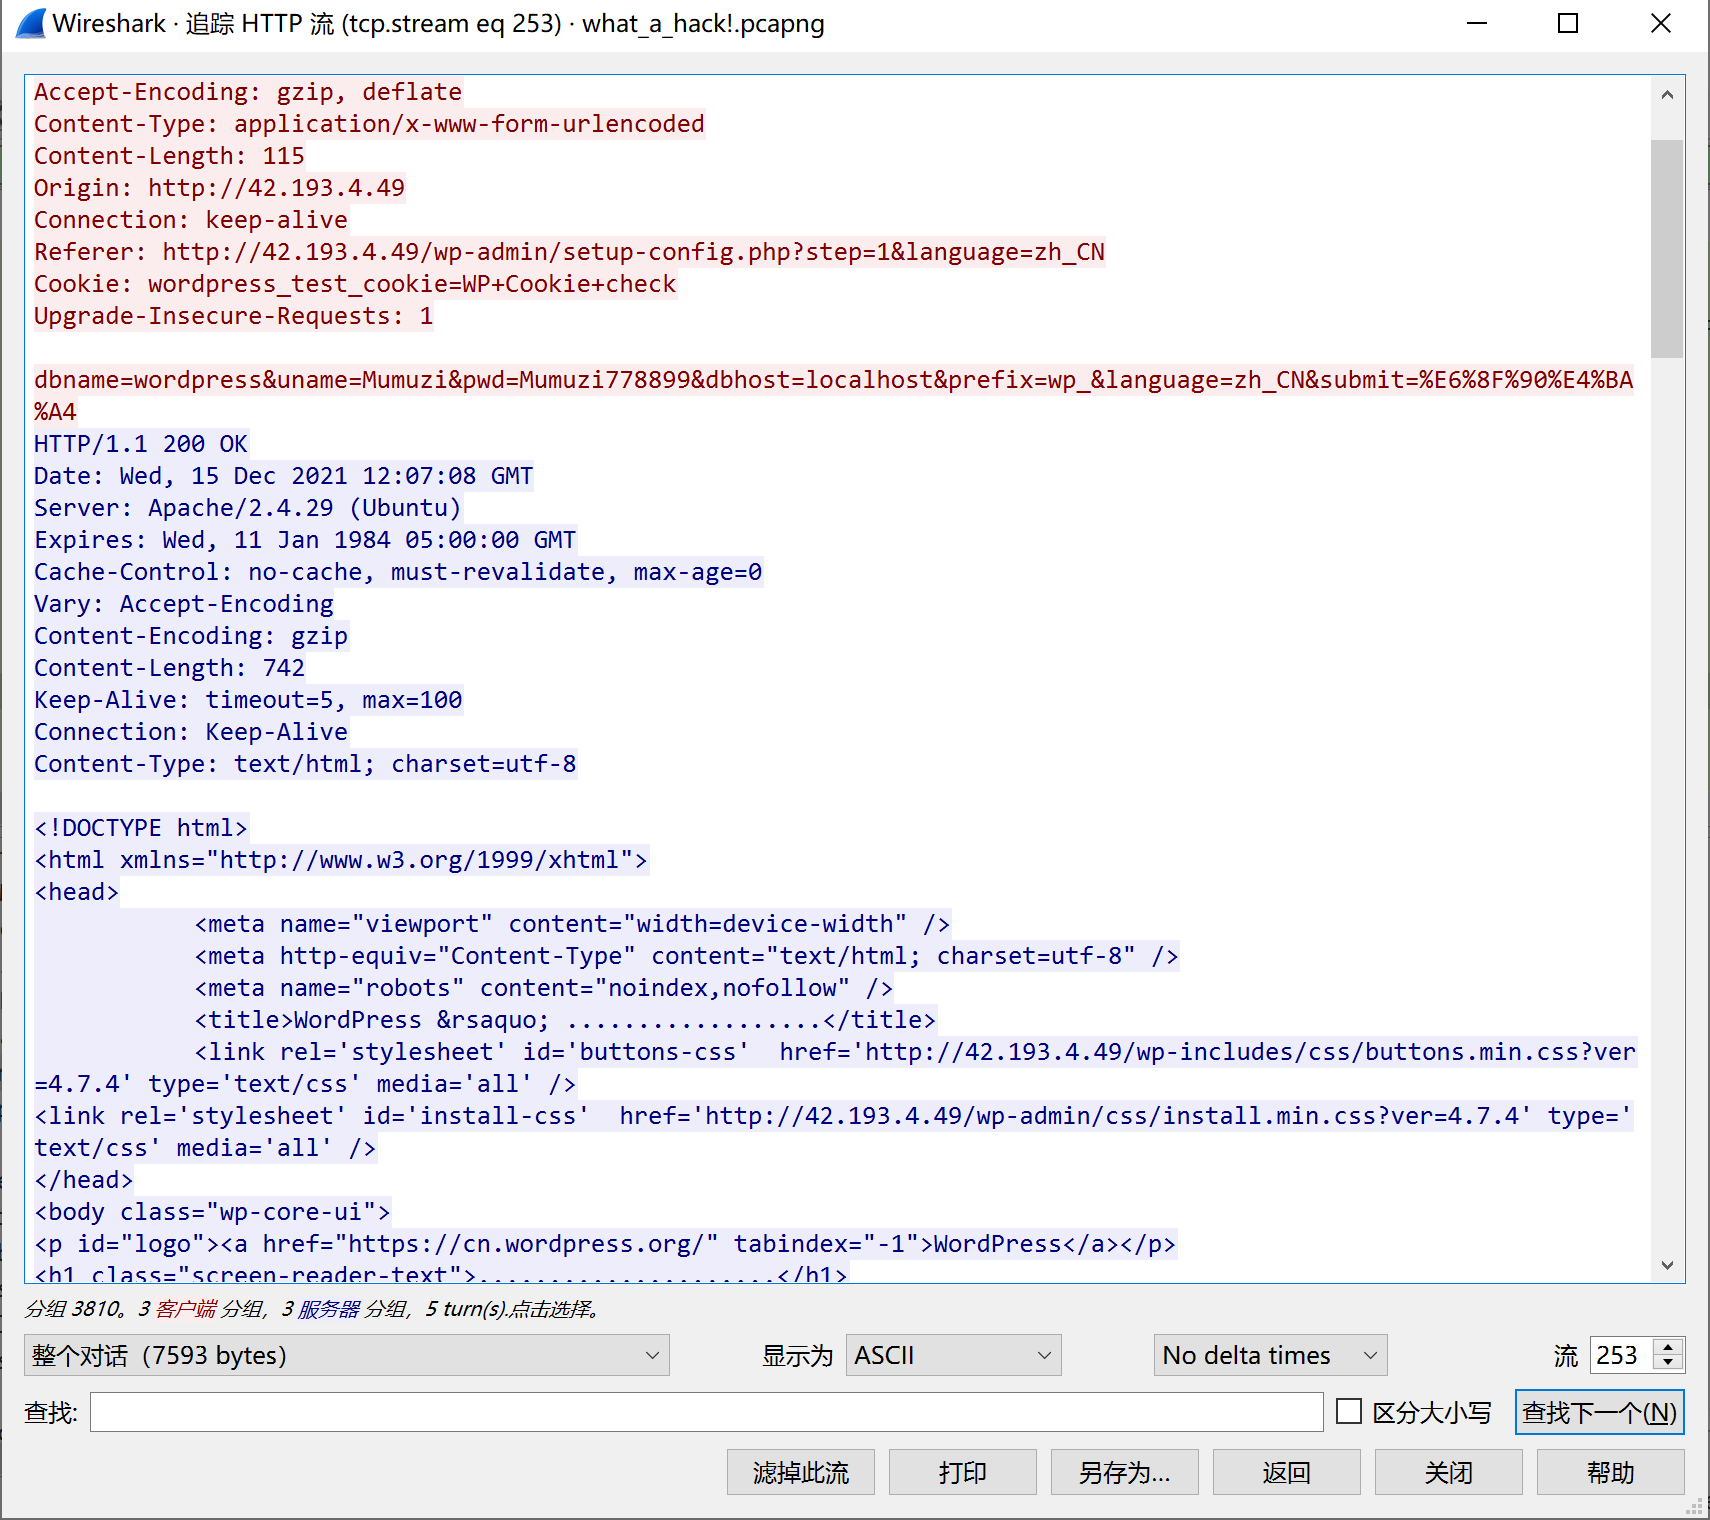 Wireshark · 追踪 HTTP 流 (tcp.stream eq 253) · what_a_hack!.pcapng
Accept-Encoding: gzip, deflate
Content-Type: application/x-www-form-urlencoded
Content-Length: 115
Origin: http://42.193.4.49
Connection: keep-alive
Referer: http://42.193.4.49/wp-admin/setup-config.php?step=1&language=zh_CN
Cookie: wordpress_test_cookie=WP+Cookie+check
Upgrade-Insecure-Requests: 1
dbname=wordpress&uname=Mumuzi&pwd=Mumuzi778899&dbhost=localhost&prefix=wp_&language=zh_CN&submit=%E6%8F%90%E4%BA
%A4
HTTP/1.1 200 OK
Date: Wed, 15 Dec 2021 12:07:08 GMT
Server: Apache/2.4.29 (Ubuntu)
Expires: Wed, 11 Jan 1984 05:00:00 GMT
Cache-Control: no-cache, must-revalidate, max-age=0
Vary: Accept-Encoding
Content-Encoding: gzip
Content-Length: 742
Keep-Alive: timeout=5, max=100
Connection: Keep-Alive
Content-Type: text/html; charset=utf-8
<!DOCTYPE html>
<html xmlns="http://www.w3.org/1999/xhtml">
<head>
<meta name="viewport" content="width=device-width" />
<meta http-equiv="Content-Type" content="text/html; charset=utf-8" />
<meta name="robots" content="noindex,nofollow" />
<title>WordPress &rsaquo; ..................</title>
<link rel='stylesheet' id='buttons-css'  href='http://42.193.4.49/wp-includes/css/buttons.min.css?ver
=4.7.4' type='text/css' media='all' />
<link rel='stylesheet' id='install-css'  href='http://42.193.4.49/wp-admin/css/install.min.css?ver=4.7.4' type='
text/css' media='all' />
</head>
<body class="wp-core-ui">
<p id="logo"><a href="https://cn.wordpress.org/" tabindex="-1">WordPress</a></p>
<h1 class="screen-reader-text">.....................</h1>
分组 3810。3 客户端 分组，3 服务器 分组，5 turn(s).点击选择。
整个对话（7593 bytes） 显示为 ASCII No delta times 流 253
查找: 区分大小写 查找下一个(N)
滤掉此流 打印 另存为… 返回 关闭 帮助